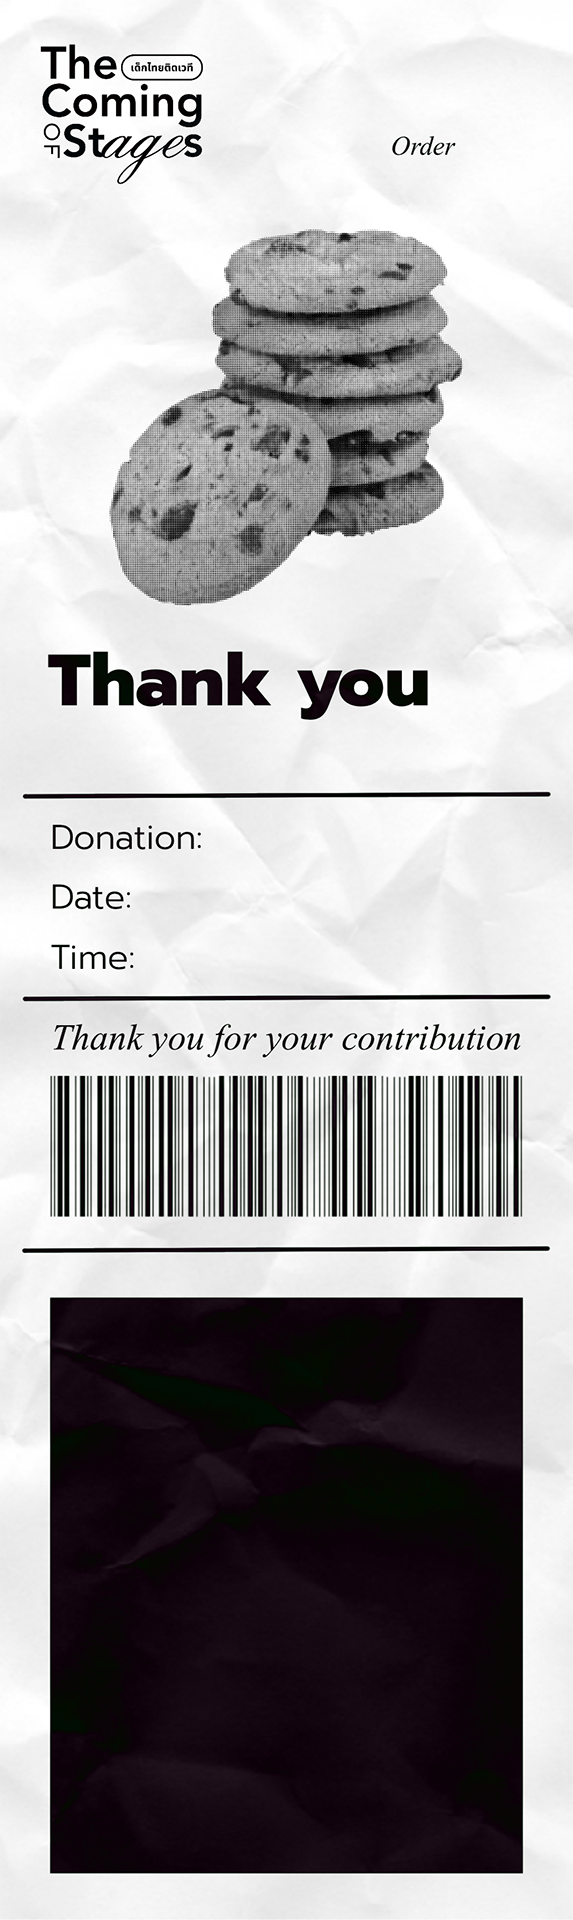 The เด็กไทยติดเวที
Coming
OF Stages
Order
Thank you
Donation:
Date:
Time:
Thank you for your contribution